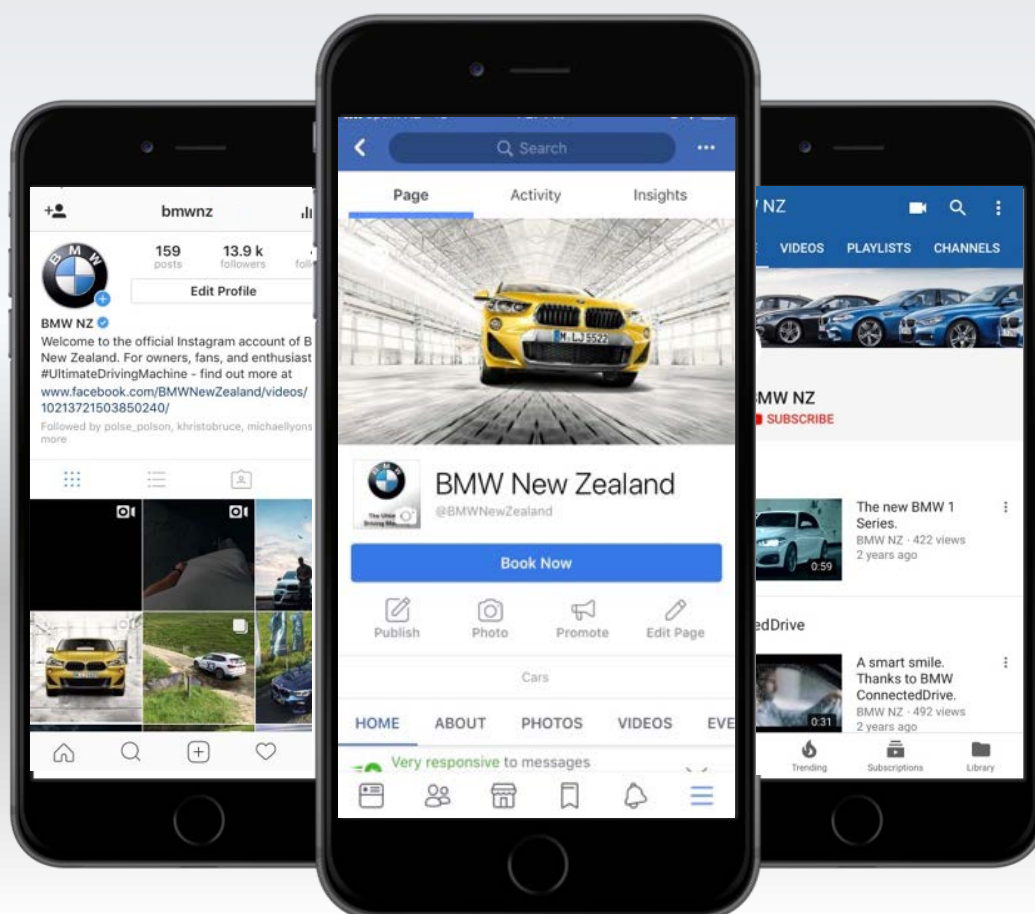 bmwnz
159
posts
13.9 k
followers
Edit Profile
BMW NZ
Welcome to the official Instagram account of B
New Zealand. For owners, fans, and enthusiast
#UltimateDrivingMachine - find out more at
www.facebook.com/BMWNewZealand/videos/
10213721503850240/
Followed by polse_polson, khristobruce, michaellyons
more
Search
Page
Activity
Insights
M LJ 5522
BMW
BMW New Zealand
@BMWNewZealand
Book Now
Publish
Photo
Promote
Edit Page
Cars
HOME
ABOUT
PHOTOS
VIDEOS
EVE
Very responsive to messages
NZ
VIDEOS
PLAYLISTS
CHANNELS
MW NZ
SUBSCRIBE
The new BMW 1
Series.
BMW NZ · 422 views
2 years ago
0:59
edDrive
A smart smile.
Thanks to BMW
ConnectedDrive.
BMW NZ · 492 views
2 years ago
0:31
Trending
Subscriptions
Library